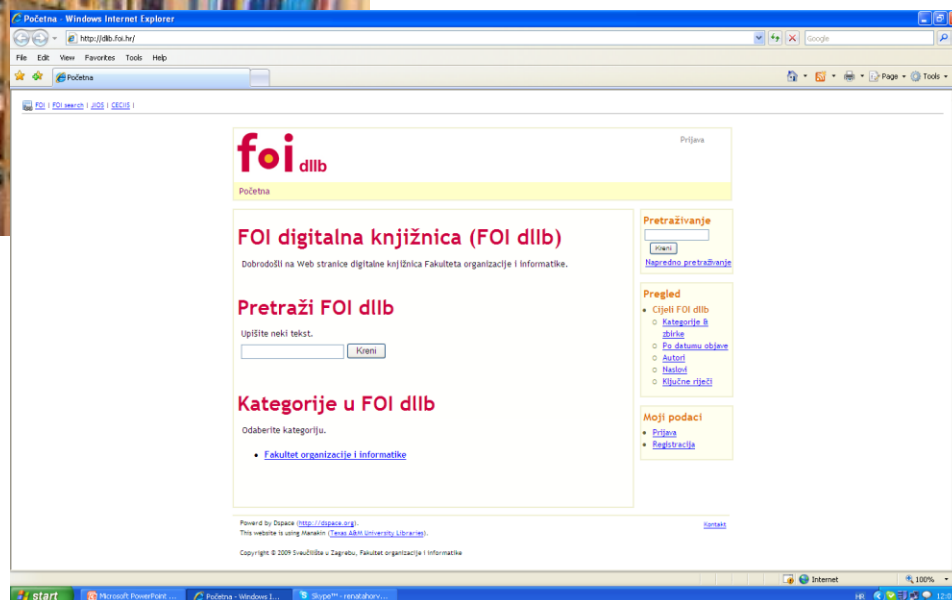 Početna - Windows Internet Explorer
http://dlib.foi.hr/
Google
File Edit View Favorites Tools Help
Početna
Page Tools
FOI | FOI search | JIOS | CECIIS |
foi dlib
Prijava
Početna
FOI digitalna knjižnica (FOI dlib)
Dobrodošli na Web stranice digitalne knjižnica Fakulteta organizacije i informatike.
Pretraži FOI dlib
Upišite neki tekst.
Kreni
Kategorije u FOI dlib
Odaberite kategoriju.
Fakultet organizacije i informatike
Pretraživanje
Kreni
Napredno pretraživanje
Pregled
Cijeli FOI dlib
Kategorije &
zbirke
Po datumu objave
Autori
Naslovi
Ključne riječi
Moji podaci
Prijava
Registracija
Powerd by Dspace (http://dspace.org).
This website is using Manakin (Texas A&M University Libraries).
Kontakt
Copyright © 2009 Sveučilište u Zagrebu, Fakultet organizacije i informatike
Internet
100%
start
Microsoft PowerPoint ...
Početna - Windows I...
Skype™ - renatahorv...
HR